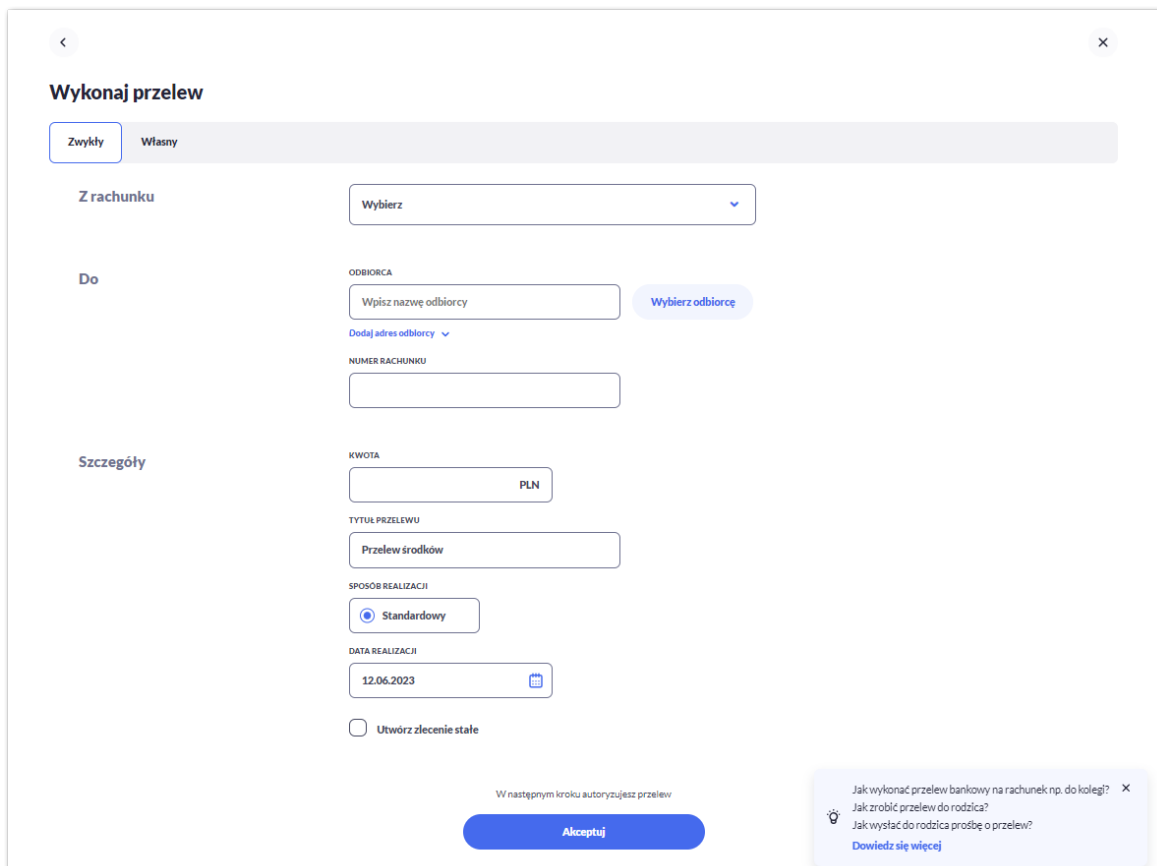 Wykonaj przelew
Zwykły Własny
Z rachunku
Wybierz
Do
ODBIORCA
Wpisz nazwę odbiorcy
Wybierz odbiorcę
Dodaj adres odbiorcy
NUMER RACHUNKU
Szczegóły
KWOTA
PLN
TYTUŁ PRZELEWU
Przelew środków
SPOSÓB REALIZACJI
Standardowy
DATA REALIZACJI
12.06.2023
Utwórz zlecenie stałe
W następnym kroku autoryzujesz przelew
Akceptuj
Jak wykonać przelew bankowy na rachunek np. do kolegi?
Jak zrobić przelew do rodzica?
Jak wysłać do rodzica prośbę o przelew?
Dowiedz się więcej